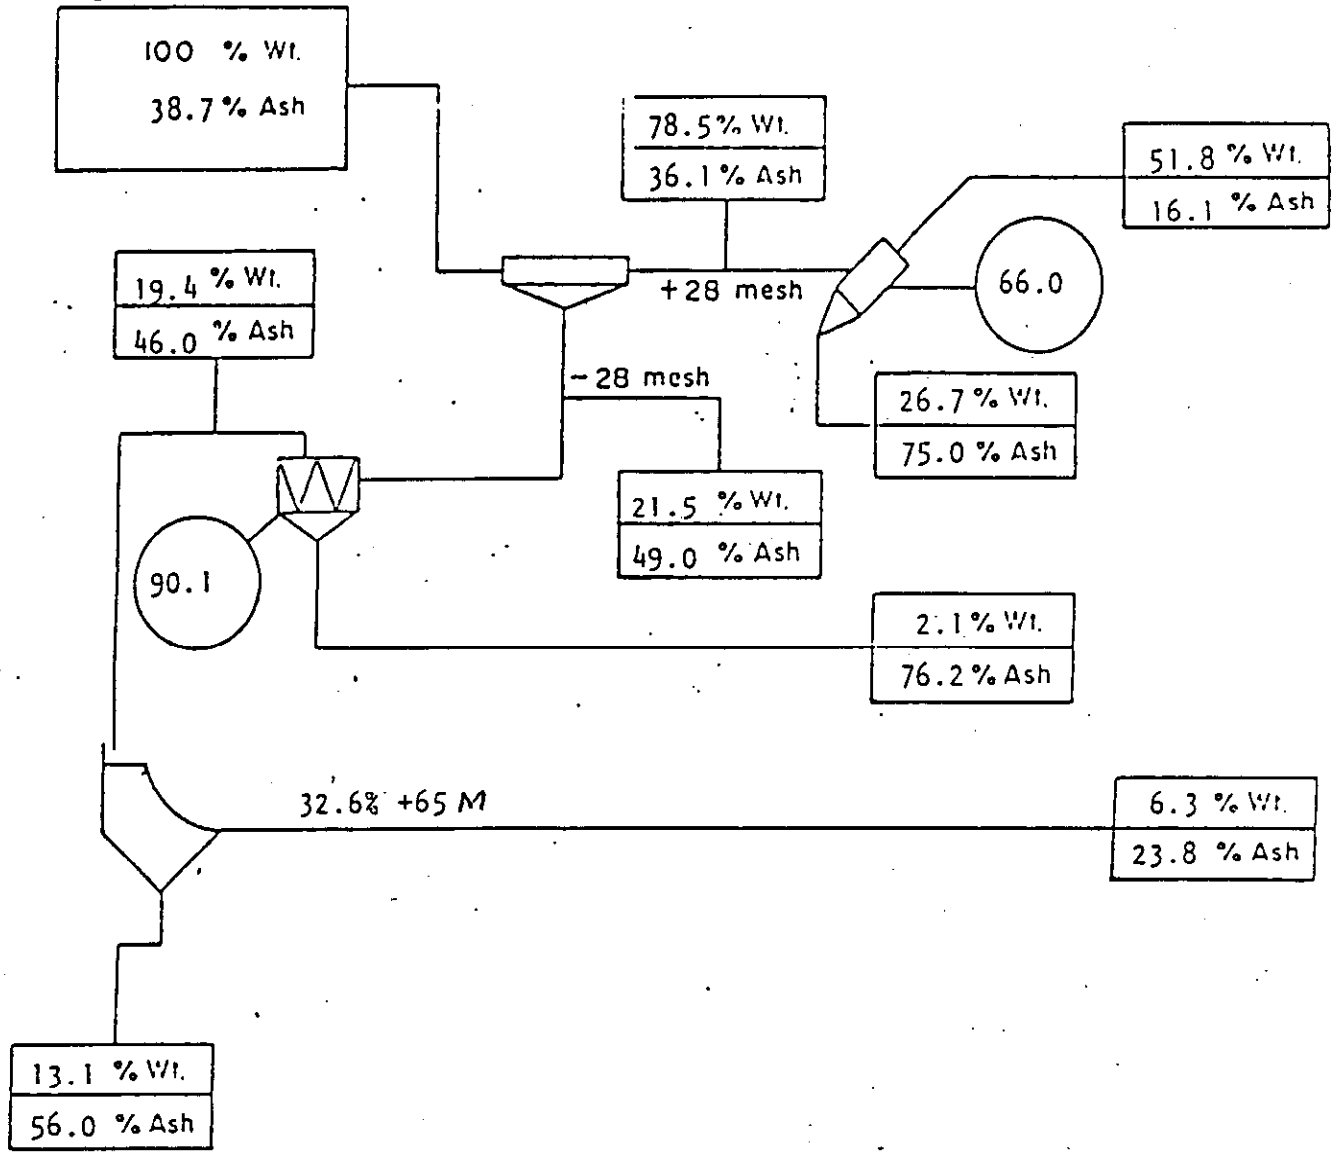 100 % Wt.
38.7% Ash
78.5% Wt.
36.1% Ash
51.8 % Wt.
16.1 % Ash
19.4 % Wt.
46.0 % Ash
+28 mesh
66.0
-28 mesh
26.7% Wt.
75.0% Ash
21.5 % Wt.
49.0 % Ash
90.1
2.1% Wt.
76.2% Ash
32.6% +65 M
6.3 % Wt.
23.8 % Ash
13.1 % Wt.
56.0 % Ash